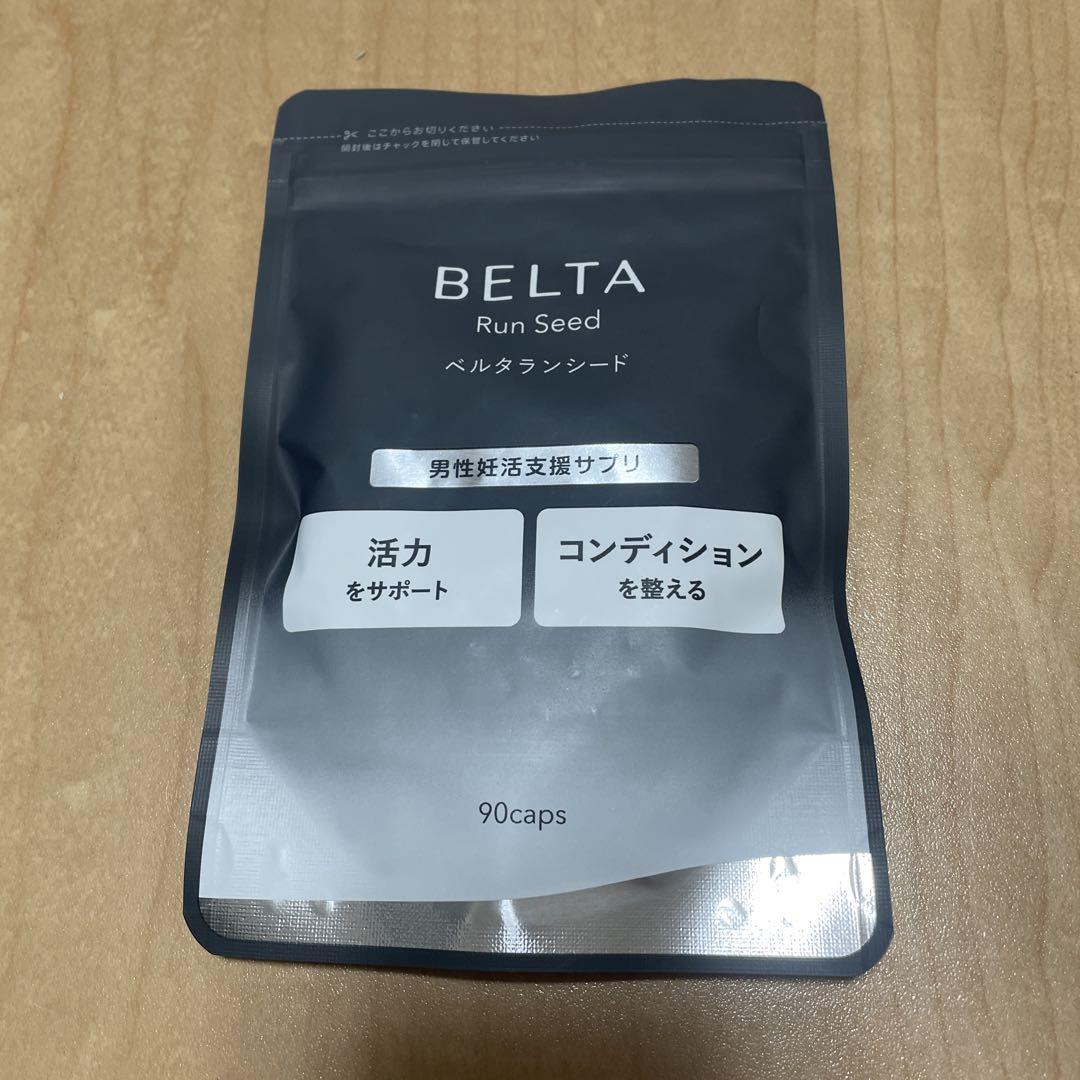 ここからお切りください
開封後はチャックを閉じて保管してください
BELTA
Run Seed
ベルタランシード
男性妊活支援サプリ
活力
をサポート
コンディション
を整える
90caps